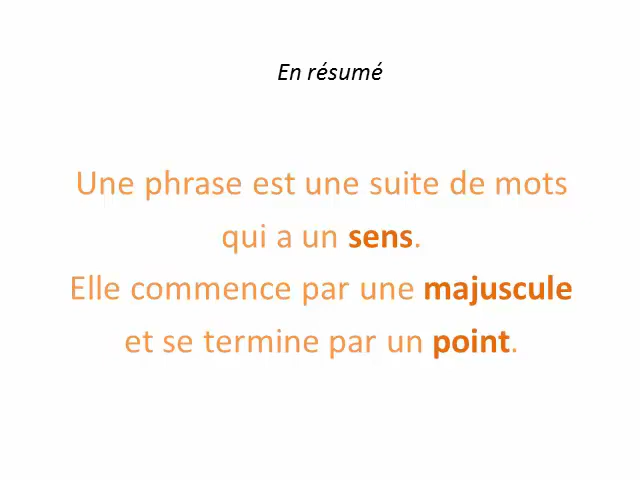 En résumé
Une phrase est une suite de mots
qui a un sens.
Elle commence par une majuscule
et se termine par un point.